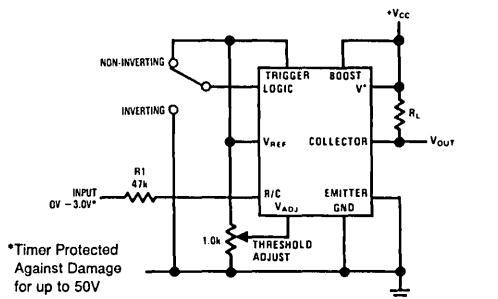 +VCC
NON-INVERTING
TRIGGER
BOOST
LOGIC
V+
INVERTING
RL
VREF
COLLECTOR
VOUT
R1
47k
INPUT
0V –3.0V*
R/C
EMITTER
VADJ
GND
1.0k
THRESHOLD
ADJUST
*Timer Protected
Against Damage
for up to 50V